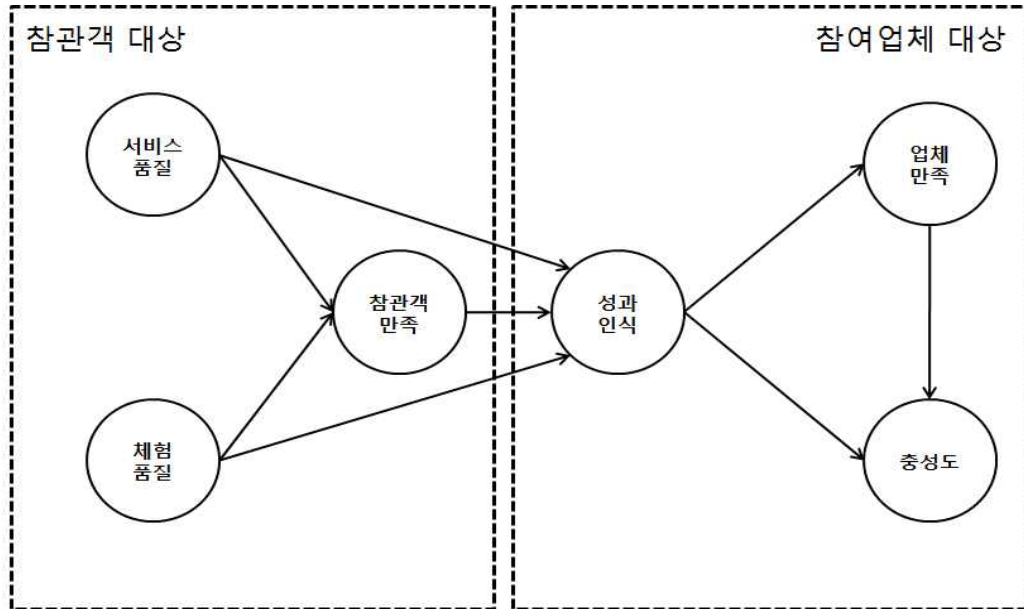 참관객 대상
참여업체 대상
서비스
품질
업체
만족
참관객
만족
성과
인식
체험
품질
충성도